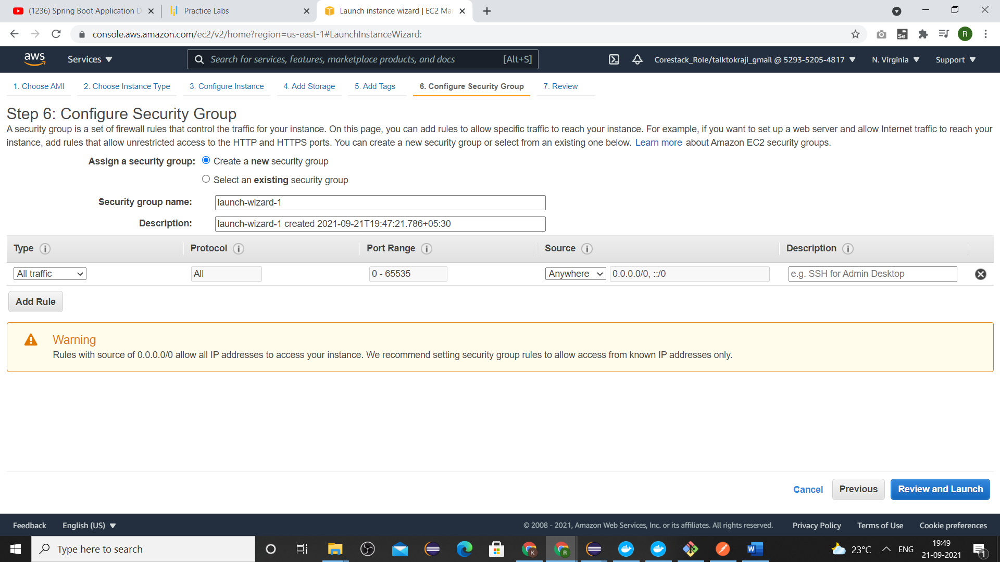 (1236) Spring Boot Application D
Practice Labs
Launch instance wizard | EC2 Mar
console.aws.amazon.com/ec2/v2/home?region=us-east-1#LaunchInstanceWizard:
Se
R
aws
Services
Search for services, features, marketplace products, and docs
[Alt+S]
Corestack_Role/talktokraji_gmail @ 5293-5205-4817
N. Virginia
Support
1. Choose AMI
2. Choose Instance Type
3. Configure Instance
4. Add Storage
5. Add Tags
6. Configure Security Group
7. Review
Step 6: Configure Security Group
A security group is a set of firewall rules that control the traffic for your instance. On this page, you can add rules to allow specific traffic to reach your instance. For example, if you want to set up a web server and allow Internet traffic to reach your
instance, add rules that allow unrestricted access to the HTTP and HTTPS ports. You can create a new security group or select from an existing one below. Learn more about Amazon EC2 security groups.
Assign a security group: Create a new security group
Select an existing security group
Security group name: launch-wizard-1
Description: launch-wizard-1 created 2021-09-21T19:47:21.786+05:30
Type i Protocol i Port Range i Source i Description i
All traffic All 0 - 65535 Anywhere 0.0.0.0/0, ::/0 e.g. SSH for Admin Desktop
Add Rule
Warning
Rules with source of 0.0.0.0/0 allow all IP addresses to access your instance. We recommend setting security group rules to allow access from known IP addresses only.
Cancel Previous Review and Launch
Feedback English (US) © 2008 - 2021, Amazon Web Services, Inc. or its affiliates. All rights reserved. Privacy Policy Terms of Use Cookie preferences
Type here to search
K
R
W
23°C
ENG
19:49
21-09-2021
1